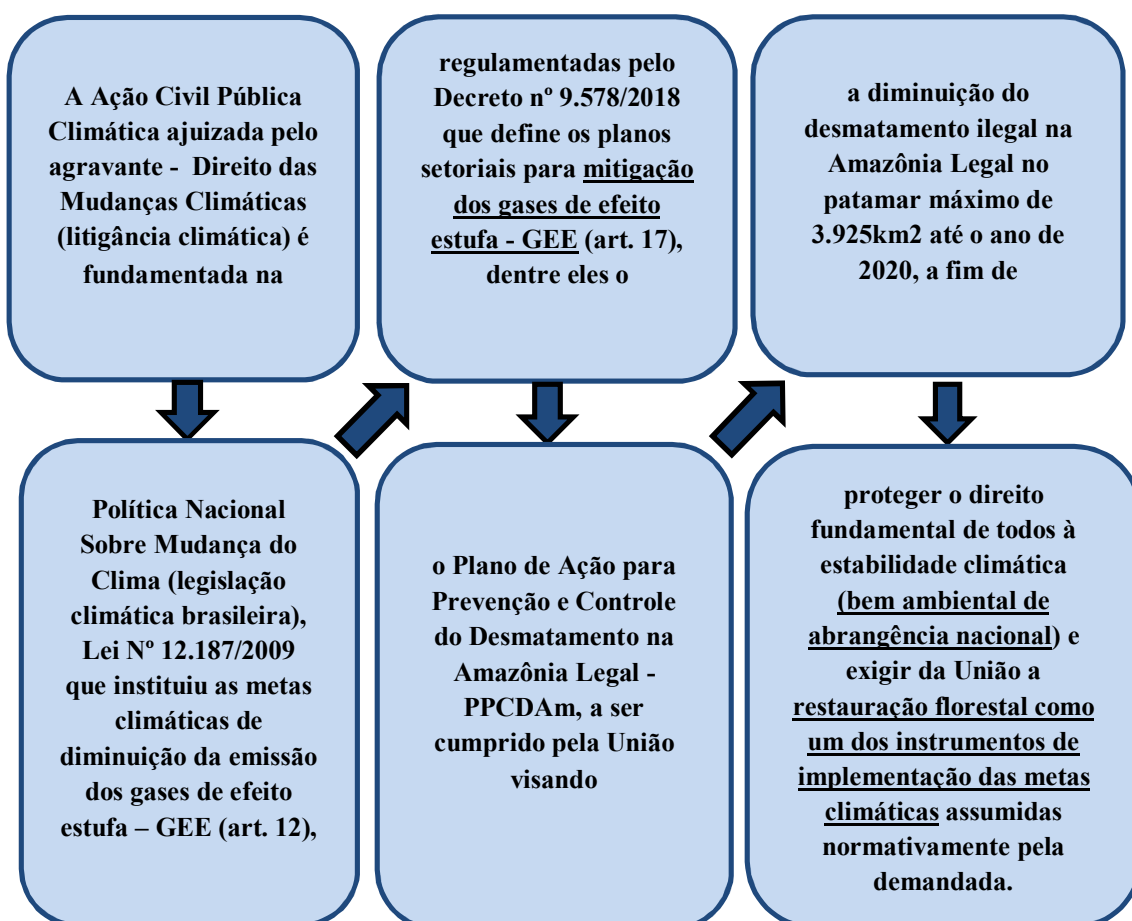 A Ação Civil Pública
Climática ajuizada pelo
agravante - Direito das
Mudanças Climáticas
(litigância climática) é
fundamentada na
Política Nacional
Sobre Mudança do
Clima (legislação
climática brasileira),
Lei Nº 12.187/2009
que instituiu as metas
climáticas de
diminuição da emissão
dos gases de efeito
estufa – GEE (art. 12),
regulamentadas pelo
Decreto nº 9.578/2018
que define os planos
setoriais para mitigação
dos gases de efeito
estufa - GEE (art. 17),
dentre eles o
o Plano de Ação para
Prevenção e Controle
do Desmatamento na
Amazônia Legal -
PPCDAm, a ser
cumprido pela União
visando
a diminuição do
desmatamento ilegal na
Amazônia Legal no
patamar máximo de
3.925km2 até o ano de
2020, a fim de
proteger o direito
fundamental de todos à
estabilidade climática
(bem ambiental de
abrangência nacional) e
exigir da União a
restauração florestal como
um dos instrumentos de
implementação das metas
climáticas assumidas
normativamente pela
demandada.